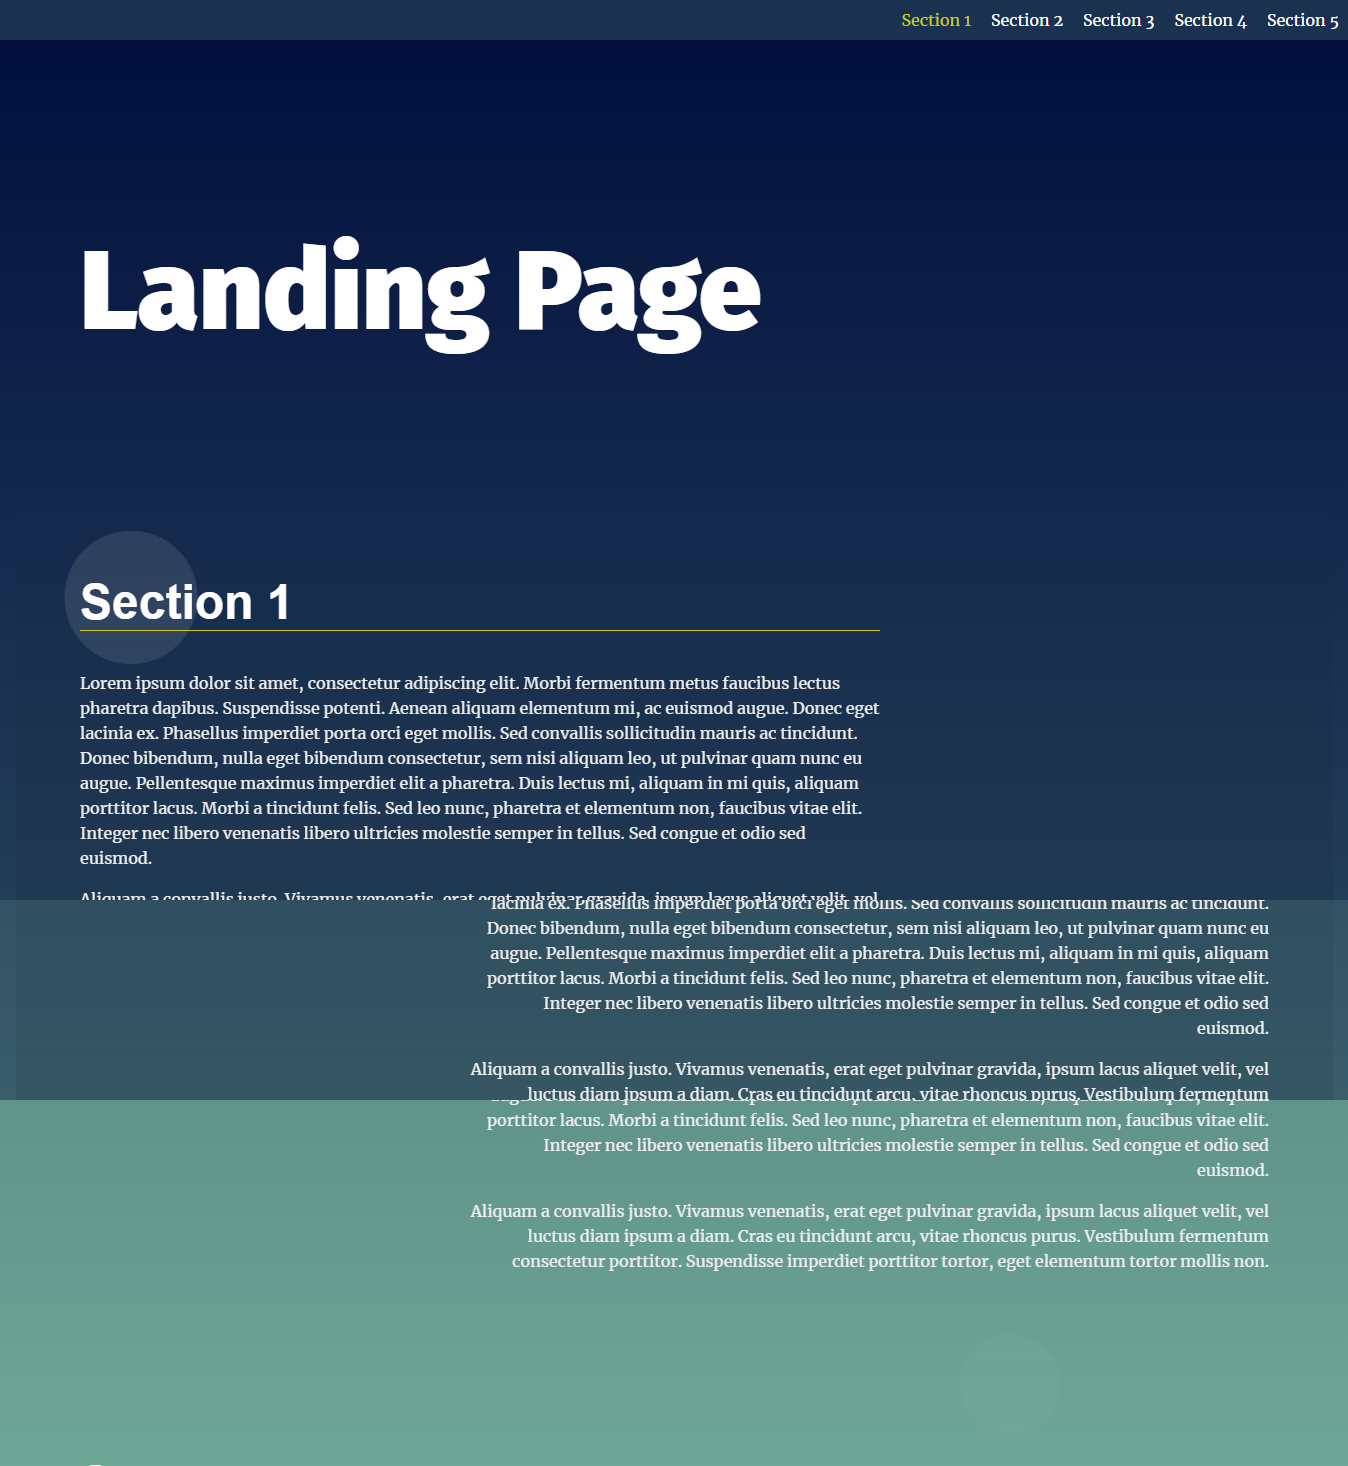 Section 1 Section 2 Section 3 Section 4 Section 5
Landing Page
Section 1
Lorem ipsum dolor sit amet, consectetur adipiscing elit. Morbi fermentum metus faucibus lectus
pharetra dapibus. Suspendisse potenti. Aenean aliquam elementum mi, ac euismod augue. Donec eget
lacinia ex. Phasellus imperdiet porta orci eget mollis. Sed convallis sollicitudin mauris ac tincidunt.
Donec bibendum, nulla eget bibendum consectetur, sem nisi aliquam leo, ut pulvinar quam nunc eu
augue. Pellentesque maximus imperdiet elit a pharetra. Duis lectus mi, aliquam in mi quis, aliquam
porttitor lacus. Morbi a tincidunt felis. Sed leo nunc, pharetra et elementum non, faucibus vitae elit.
Integer nec libero venenatis libero ultricies molestie semper in tellus. Sed congue et odio sed
euismod.
Aliquam a convallis justo. Vivamus venenatis, erat eget pulvinar gravida, ipsum lacus aliquet velit, vel
lacinia ex. Phasellus imperdiet porta orci eget mollis. Sed convallis sollicitudin mauris ac tincidunt.
Donec bibendum, nulla eget bibendum consectetur, sem nisi aliquam leo, ut pulvinar quam nunc eu
augue. Pellentesque maximus imperdiet elit a pharetra. Duis lectus mi, aliquam in mi quis, aliquam
porttitor lacus. Morbi a tincidunt felis. Sed leo nunc, pharetra et elementum non, faucibus vitae elit.
Integer nec libero venenatis libero ultricies molestie semper in tellus. Sed congue et odio sed
euismod.
Aliquam a convallis justo. Vivamus venenatis, erat eget pulvinar gravida, ipsum lacus aliquet velit, vel
luctus diam ipsum a diam. Cras eu tincidunt arcu, vitae rhoncus purus. Vestibulum fermentum
porttitor lacus. Morbi a tincidunt felis. Sed leo nunc, pharetra et elementum non, faucibus vitae elit.
Integer nec libero venenatis libero ultricies molestie semper in tellus. Sed congue et odio sed
euismod.
Aliquam a convallis justo. Vivamus venenatis, erat eget pulvinar gravida, ipsum lacus aliquet velit, vel
luctus diam ipsum a diam. Cras eu tincidunt arcu, vitae rhoncus purus. Vestibulum fermentum
consectetur porttitor. Suspendisse imperdiet porttitor tortor, eget elementum tortor mollis non.